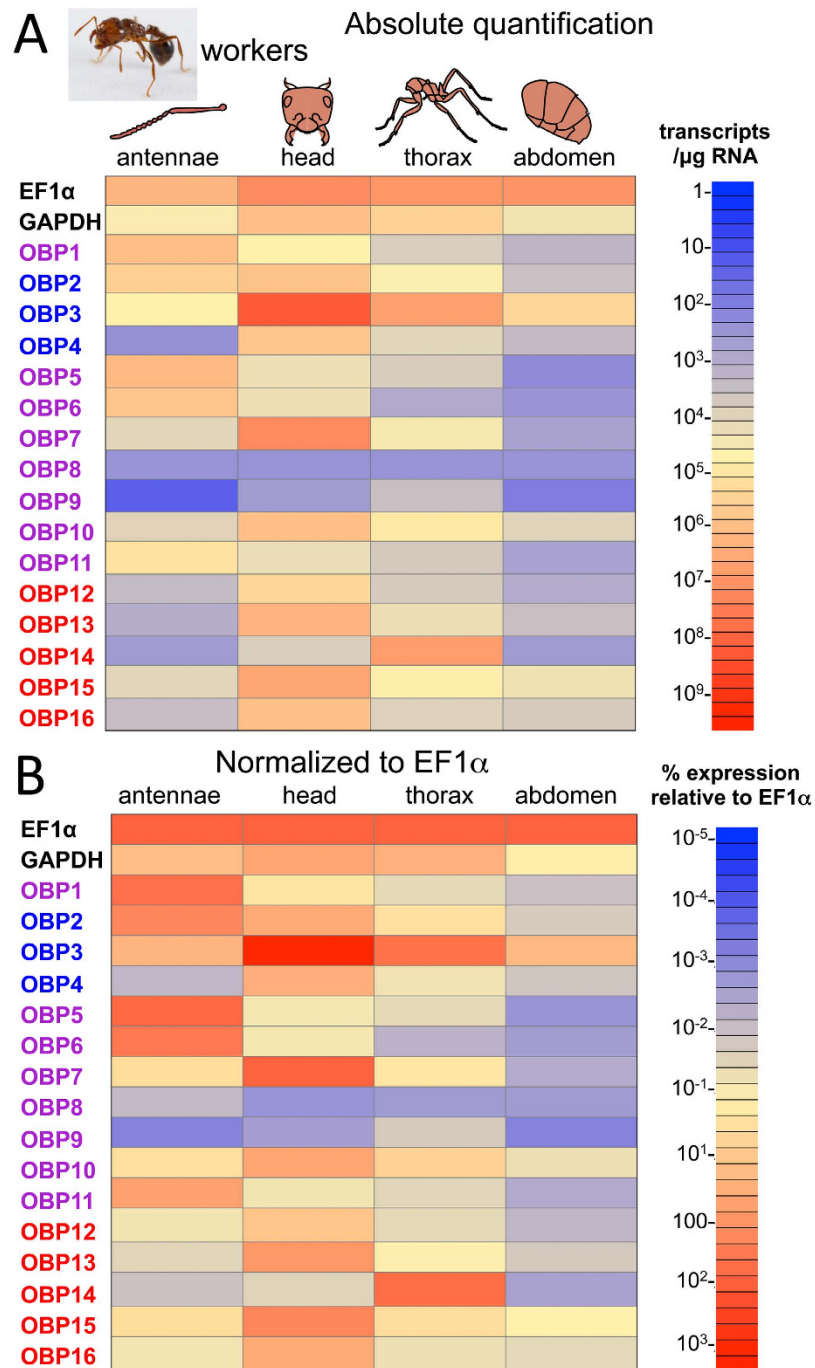 A
workers
Absolute quantification
antennae head thorax abdomen
transcripts
/µg RNA
EF1α
GAPDH
OBP1
OBP2
OBP3
OBP4
OBP5
OBP6
OBP7
OBP8
OBP9
OBP10
OBP11
OBP12
OBP13
OBP14
OBP15
OBP16
1
10
10²
10³
10⁴
10⁵
10⁶
10⁷
10⁸
10⁹
B
Normalized to EF1α
antennae head thorax abdomen
% expression
relative to EF1α
EF1α
GAPDH
OBP1
OBP2
OBP3
OBP4
OBP5
OBP6
OBP7
OBP8
OBP9
OBP10
OBP11
OBP12
OBP13
OBP14
OBP15
OBP16
10⁻⁵
10⁻⁴
10⁻³
10⁻²
10⁻¹
10¹
100
10²
10³